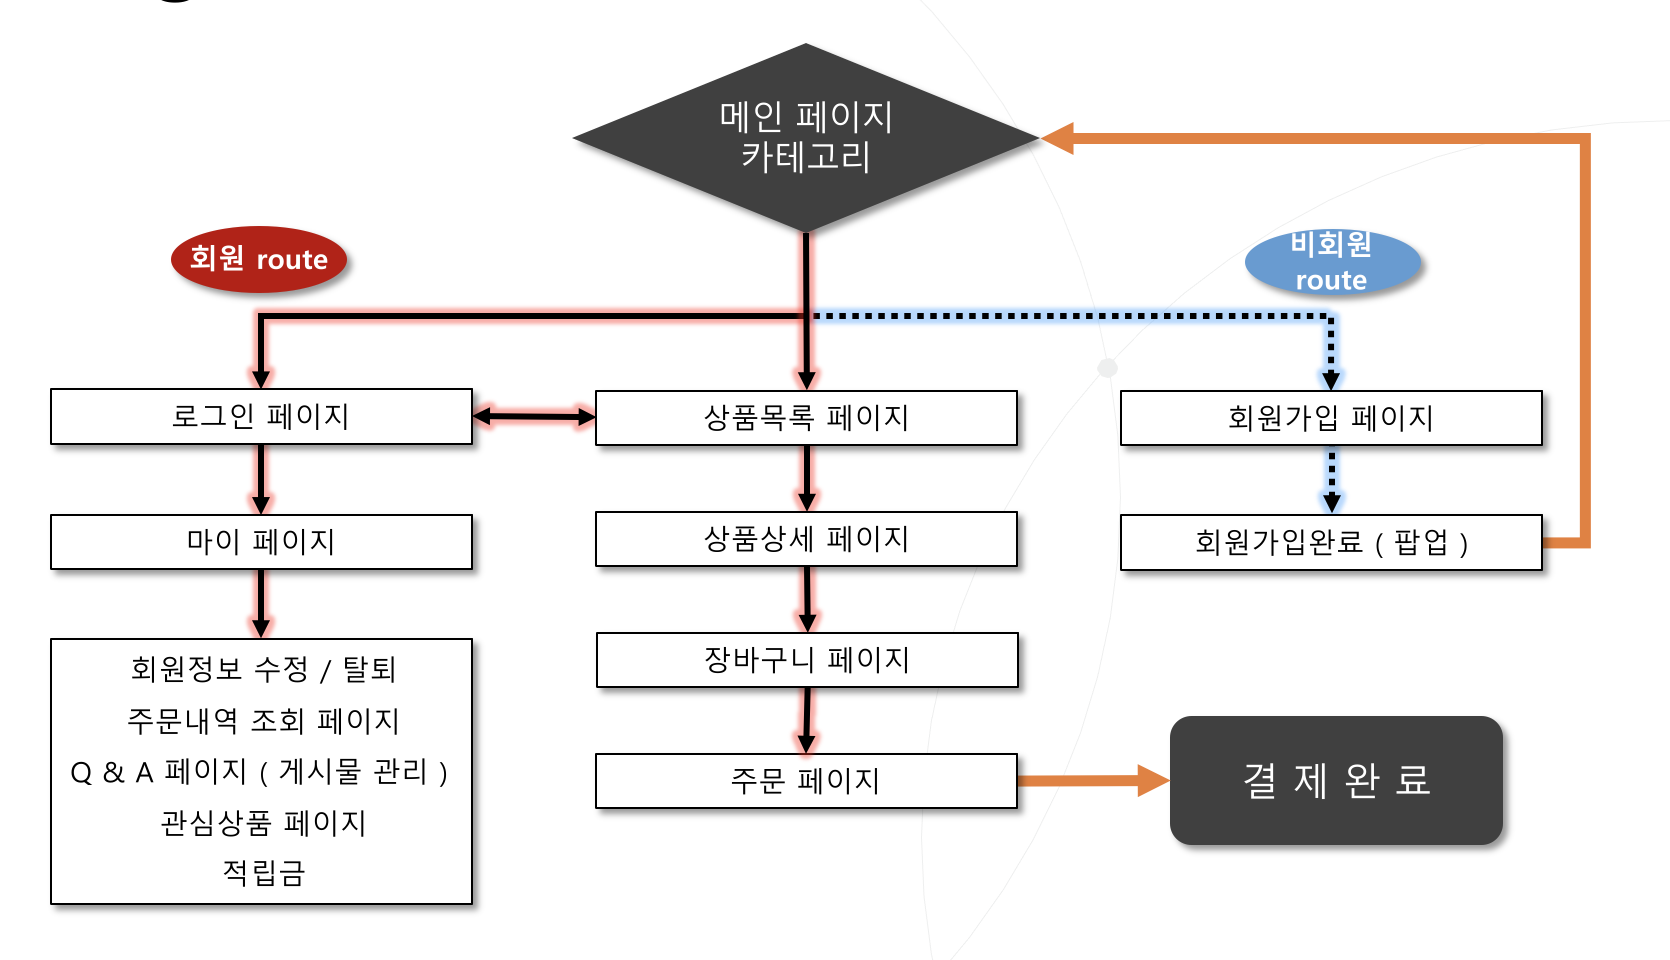 메인 페이지
카테고리
회원 route
비회원
route
로그인 페이지
상품목록 페이지
회원가입 페이지
마이 페이지
상품상세 페이지
회원가입완료 ( 팝업 )
회원정보 수정 / 탈퇴
주문내역 조회 페이지
Q & A 페이지 ( 게시물 관리 )
관심상품 페이지
적립금
장바구니 페이지
주문 페이지
결 제 완 료